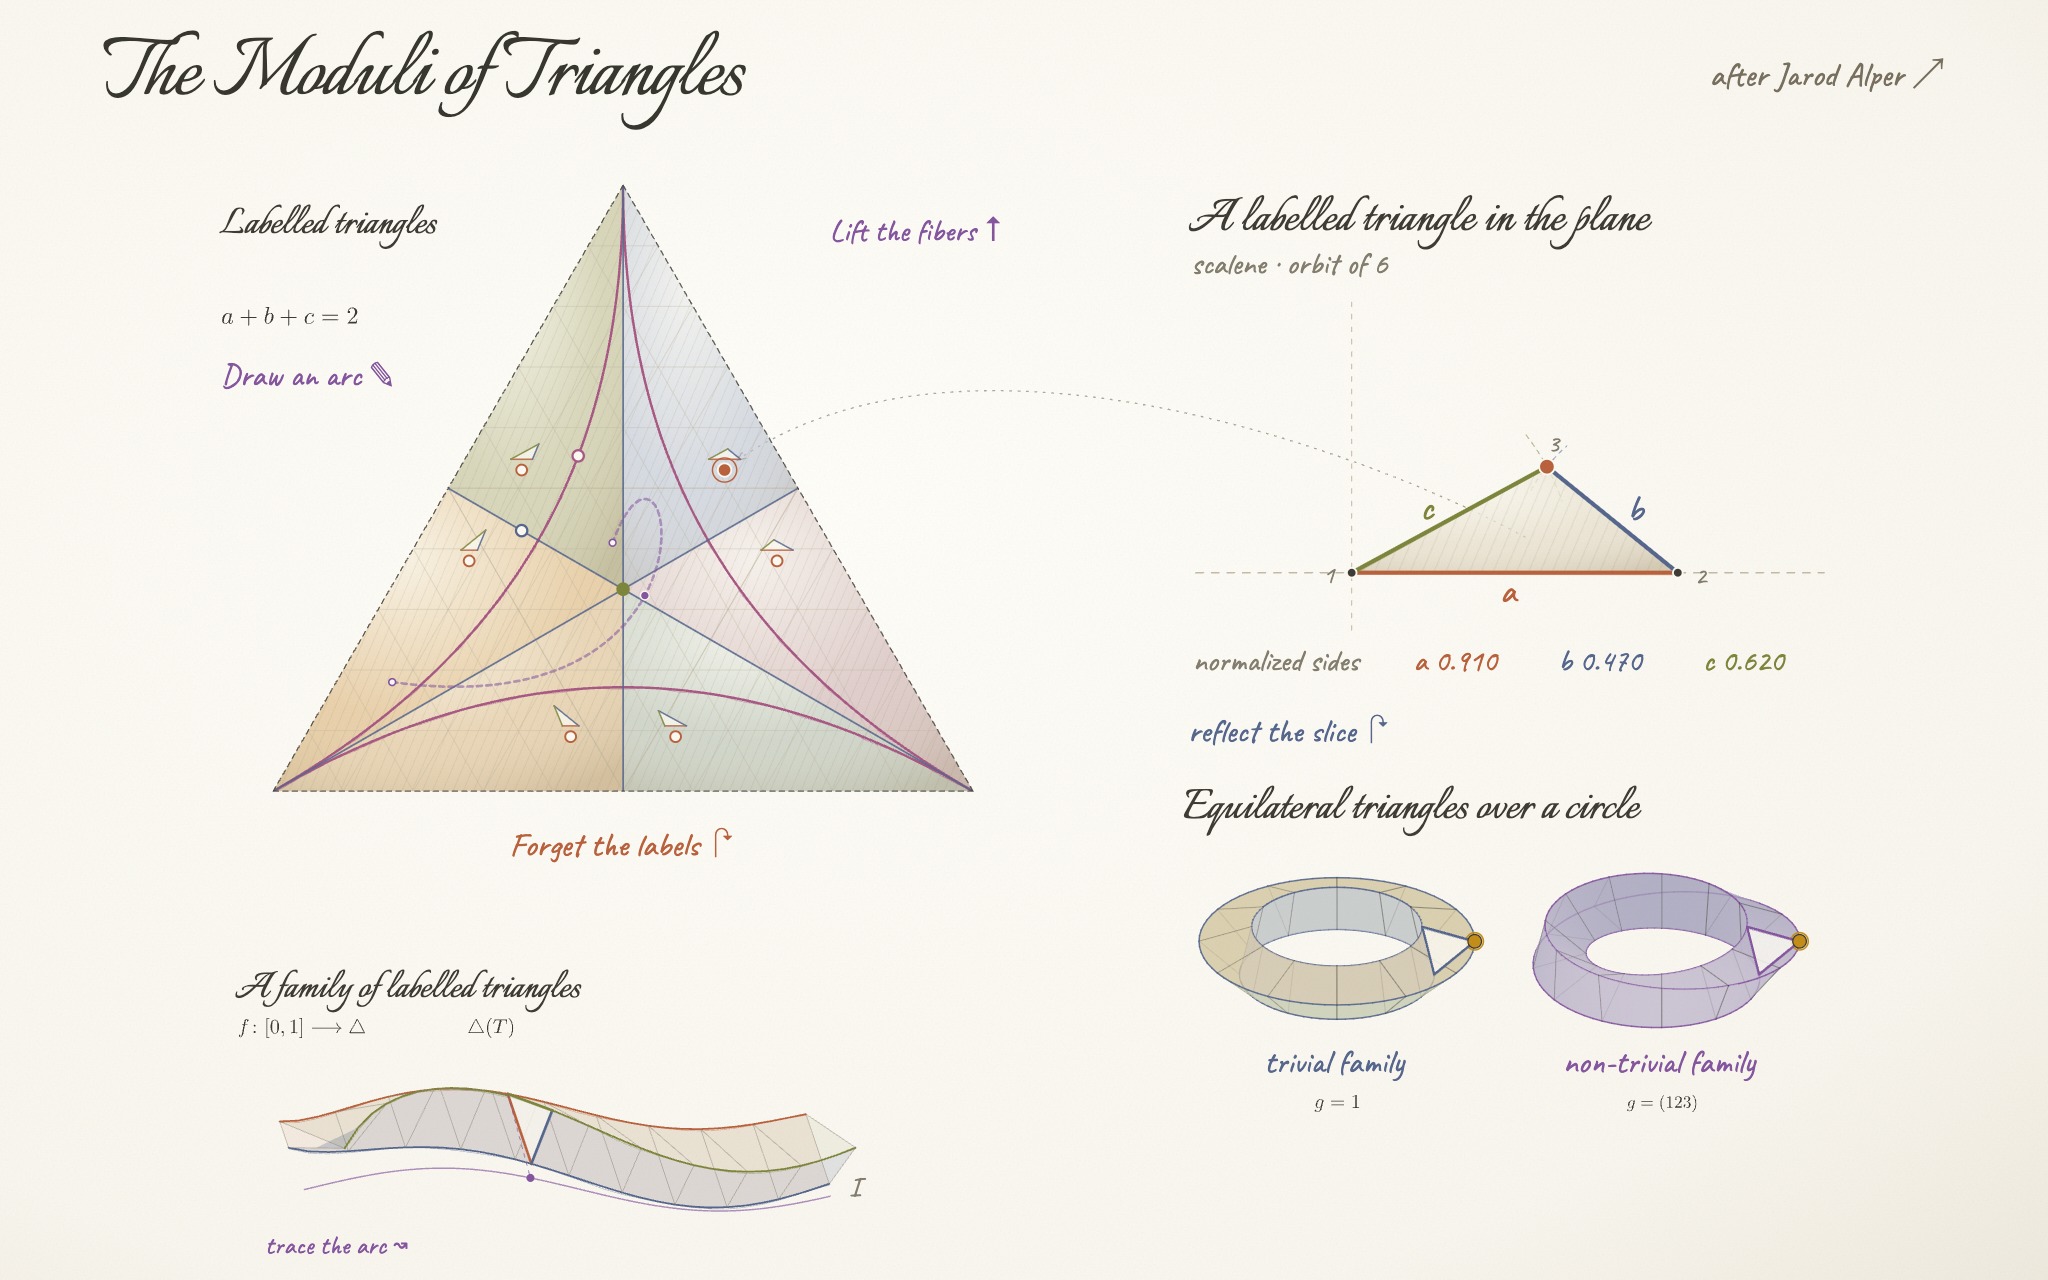 The Moduli of Triangles
after Jarod Alper ↗
Labelled triangles
a + b + c = 2
Draw an arc ✎
Lift the fibers ↑
Forget the labels ↱
A labelled triangle in the plane
scalene · orbit of 6
3
c
b
1
2
a
normalized sides a 0.910 b 0.470 c 0.620
reflect the slice ↱
Equilateral triangles over a circle
trivial family
g = 1
non-trivial family
g = (123)
A family of labelled triangles
f : [0, 1] ⟶ △ △(T)
I
trace the arc ↝